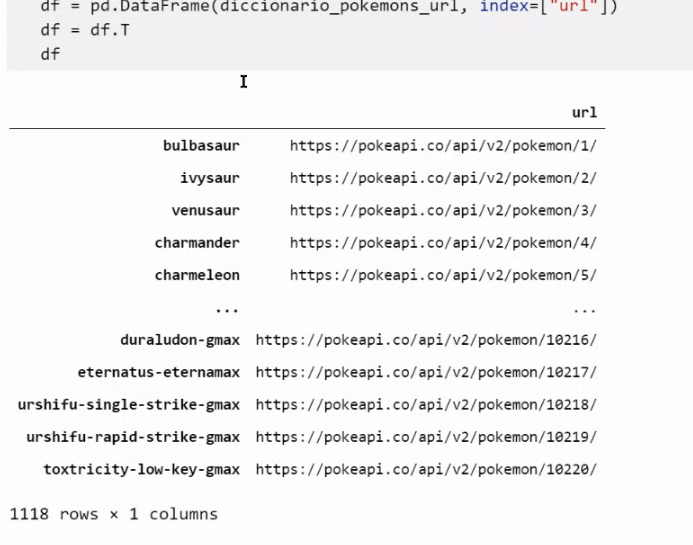 df = pd.DataFrame(diccionario_pokemons_url, index=["url"])
df = df.T
df
url
bulbasaur https://pokeapi.co/api/v2/pokemon/1/
ivysaur https://pokeapi.co/api/v2/pokemon/2/
venusaur https://pokeapi.co/api/v2/pokemon/3/
charmander https://pokeapi.co/api/v2/pokemon/4/
charmeleon https://pokeapi.co/api/v2/pokemon/5/
... ...
duraludon-gmax https://pokeapi.co/api/v2/pokemon/10216/
eternatus-eternamax https://pokeapi.co/api/v2/pokemon/10217/
urshifu-single-strike-gmax https://pokeapi.co/api/v2/pokemon/10218/
urshifu-rapid-strike-gmax https://pokeapi.co/api/v2/pokemon/10219/
toxtricity-low-key-gmax https://pokeapi.co/api/v2/pokemon/10220/
1118 rows × 1 columns